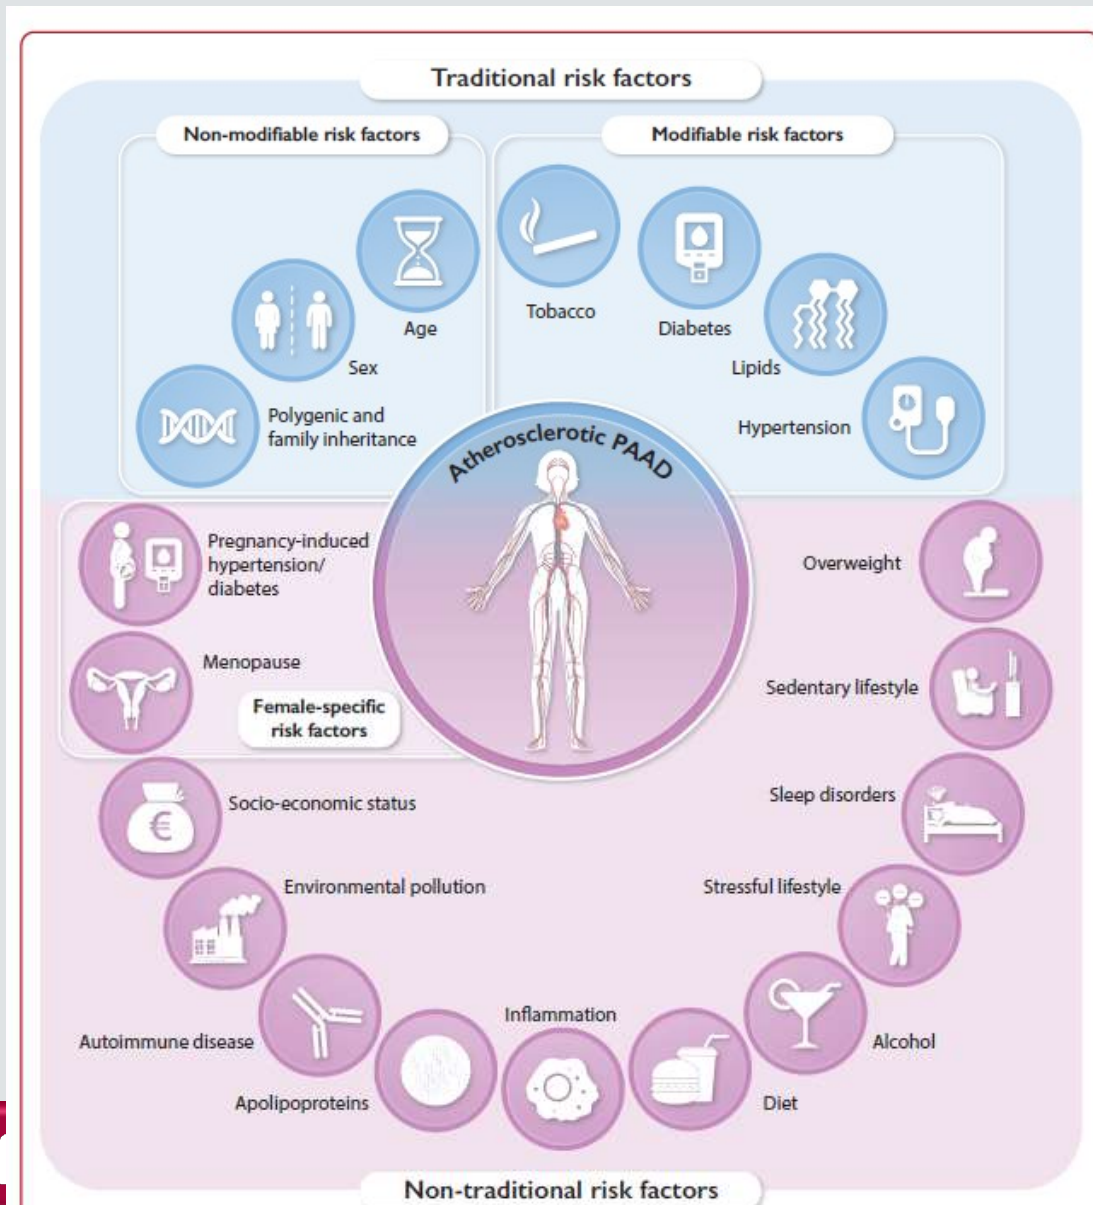 Traditional risk factors
Non-modifiable risk factors
Modifiable risk factors
Age
Sex
Polygenic and
family inheritance
Tobacco
Diabetes
Lipids
Hypertension
Atherosclerotic PAAD
Pregnancy-induced
hypertension/
diabetes
Menopause
Female-specific
risk factors
Socio-economic status
€
Environmental pollution
Autoimmune disease
Apolipoproteins
Inflammation
Diet
Alcohol
Stressful lifestyle
Sleep disorders
Sedentary lifestyle
Overweight
Non-traditional risk factors